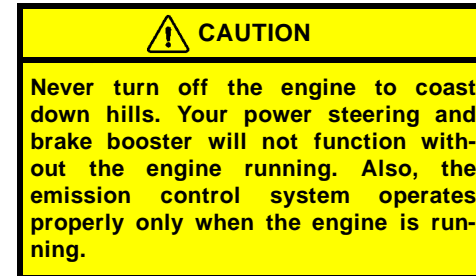 CAUTION
Never turn off the engine to coast
down hills. Your power steering and
brake booster will not function with-
out the engine running. Also, the
emission control system operates
properly only when the engine is run-
ning.